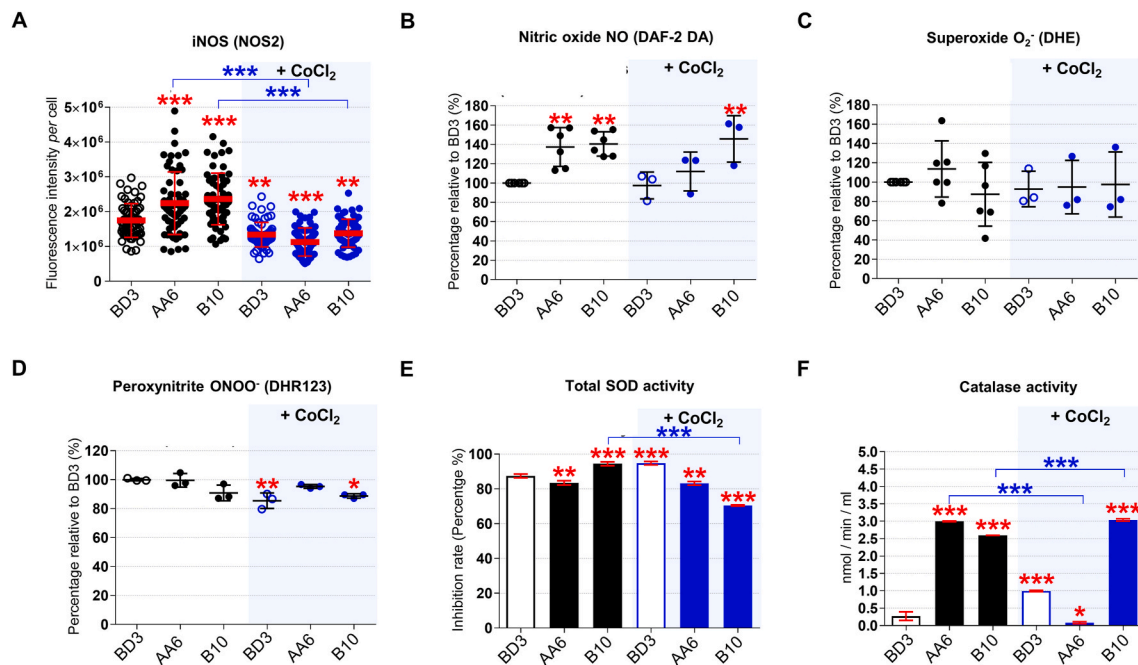 A
iNOS (NOS2)
+ CoCl2
***
***
***
***
**
***
**
Fluorescence intensity per cell
5×10^6
4×10^6
3×10^6
2×10^6
1×10^6
0
BD3 AA6 B10 BD3 AA6 B10
B
Nitric oxide NO (DAF-2 DA)
+ CoCl2
** ** **
Percentage relative to BD3 (%)
180
160
140
120
100
80
60
40
20
0
BD3 AA6 B10 BD3 AA6 B10
C
Superoxide O2- (DHE)
+ CoCl2
Percentage relative to BD3 (%)
180
160
140
120
100
80
60
40
20
0
BD3 AA6 B10 BD3 AA6 B10
D
Peroxynitrite ONOO- (DHR123)
+ CoCl2
** *
Percentage relative to BD3 (%)
120
100
80
60
40
20
0
BD3 AA6 B10 BD3 AA6 B10
E
Total SOD activity
+ CoCl2
***
** *** *** ** ***
Inhibition rate (Percentge %)
100
80
60
40
20
0
BD3 AA6 B10 BD3 AA6 B10
F
Catalase activity
+ CoCl2
***
***
*** *** *** * ***
nmol / min / ml
5.0
4.5
4.0
3.5
3.0
2.5
2.0
1.5
1.0
0.5
0.0
BD3 AA6 B10 BD3 AA6 B10